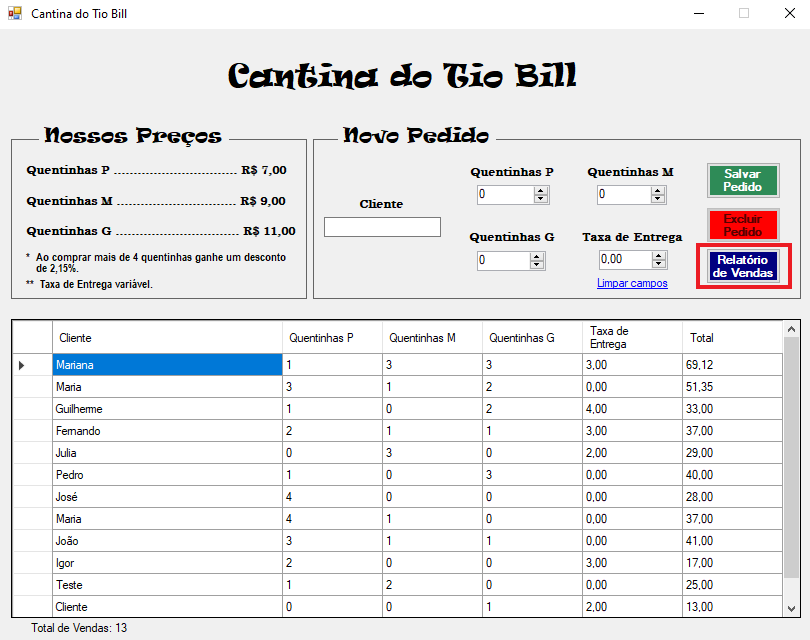 Cantina do Tio Bill
Cantina do Tio Bill
Nossos Preços
Quentinhas P ................................ R$ 7,00
Quentinhas M ............................... R$ 9,00
Quentinhas G ................................ R$ 11,00
* Ao comprar mais de 4 quentinhas ganhe um desconto
de 2,15%.
** Taxa de Entrega variável.
Novo Pedido
Cliente
Quentinhas P
0
Quentinhas M
0
Quentinhas G
0
Taxa de Entrega
0,00
Limpar campos
Salvar
Pedido
Excluir
Pedido
Relatório
de Vendas
Cliente Quentinhas P Quentinhas M Quentinhas G Taxa de Entrega Total
Mariana 1 3 3 3,00 69,12
Maria 3 1 2 0,00 51,35
Guilherme 1 0 2 4,00 33,00
Fernando 2 1 1 3,00 37,00
Julia 0 3 0 2,00 29,00
Pedro 1 0 3 0,00 40,00
José 4 0 0 0,00 28,00
Maria 4 1 0 0,00 37,00
João 3 1 1 0,00 41,00
Igor 2 0 0 3,00 17,00
Teste 1 2 0 0,00 25,00
Cliente 0 0 1 2,00 13,00
Total de Vendas: 13